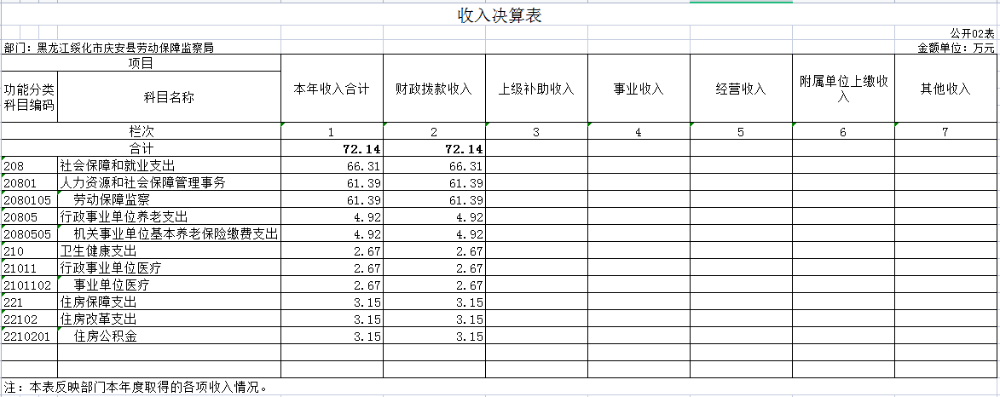 收入决算表
公开02表
部门：黑龙江绥化市庆安县劳动保障监察局 金额单位：万元
项目 本年收入合计 财政拨款收入 上级补助收入 事业收入 经营收入 附属单位上缴收入 其他收入
功能分类科目编码 科目名称
栏次 1 2 3 4 5 6 7
合计 72.14 72.14
208 社会保障和就业支出 66.31 66.31
20801 人力资源和社会保障管理事务 61.39 61.39
2080105 劳动保障监察 61.39 61.39
20805 行政事业单位养老支出 4.92 4.92
2080505 机关事业单位基本养老保险缴费支出 4.92 4.92
210 卫生健康支出 2.67 2.67
21011 行政事业单位医疗 2.67 2.67
2101102 事业单位医疗 2.67 2.67
221 住房保障支出 3.15 3.15
22102 住房改革支出 3.15 3.15
2210201 住房公积金 3.15 3.15
注：本表反映部门本年度取得的各项收入情况。